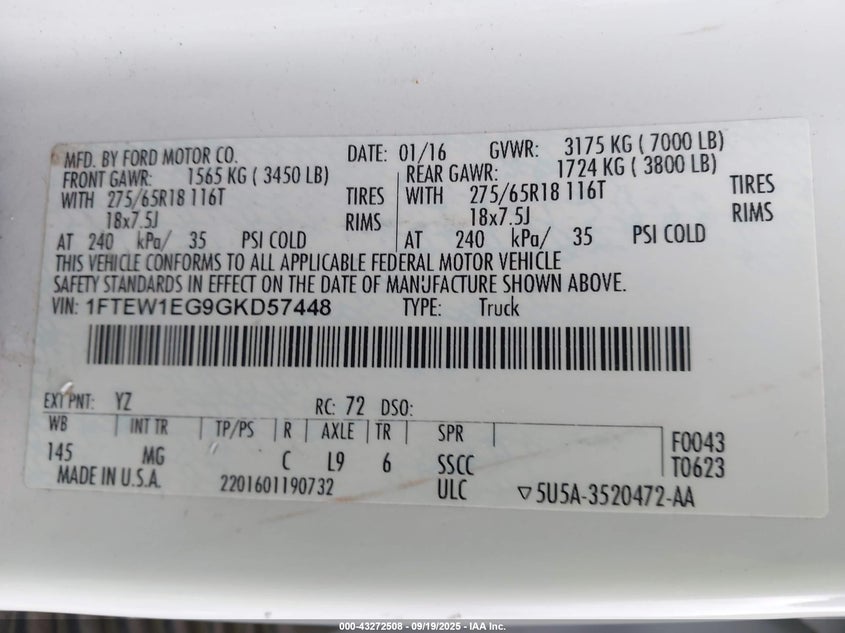 MFD. BY FORD MOTOR CO. DATE: 01/16 GVWR: 3175 KG ( 7000 LB)
FRONT GAWR: 1565 KG ( 3450 LB) REAR GAWR: 1724 KG ( 3800 LB)
WITH 275/65R18 116T TIRES WITH 275/65R18 116T TIRES
18x7.5J RIMS 18x7.5J RIMS
AT 240 kPa/ 35 PSI COLD AT 240 kPa/ 35 PSI COLD
THIS VEHICLE CONFORMS TO ALL APPLICABLE FEDERAL MOTOR VEHICLE
SAFETY STANDARDS IN EFFECT ON THE DATE OF MANUFACTURE SHOWN ABOVE.
VIN: 1FTEW1EG9GKD57448 TYPE: Truck
EXT PNT: YZ RC: 72 DSO:
WB INT TR TP/PS R AXLE TR SPR
145 MG C L9 6 SSCC
F0043
T0623
MADE IN U.S.A. 2201601190732 ULC ▽5U5A-3520472-AA
000-43272508 - 09/19/2025 - IAA Inc.